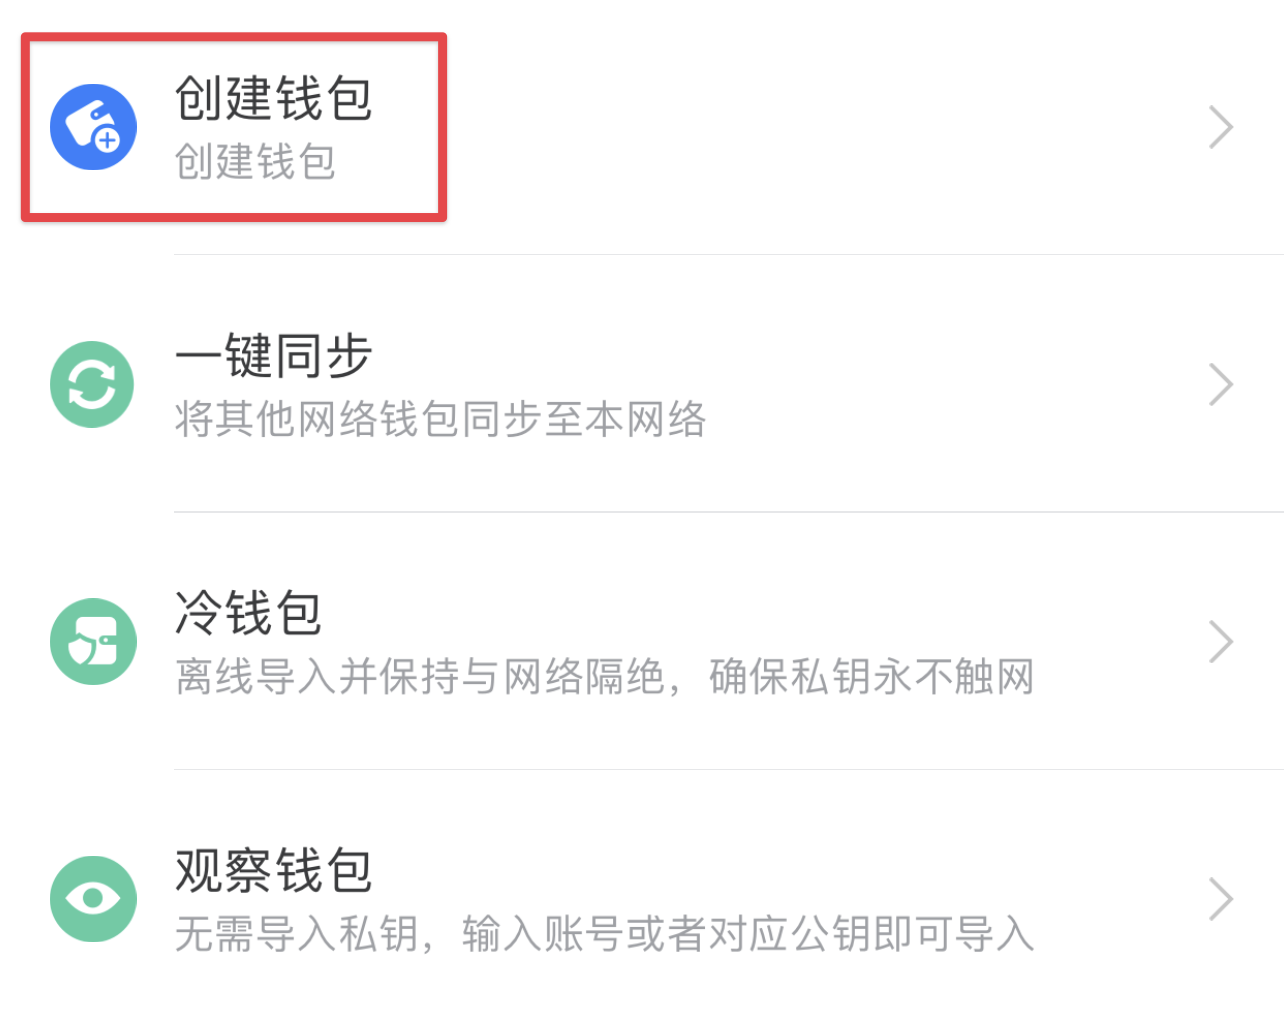 创建钱包
创建钱包
一键同步
将其他网络钱包同步至本网络
冷钱包
离线导入并保持与网络隔绝，确保私钥永不触网
观察钱包
无需导入私钥，输入账号或者对应公钥即可导入